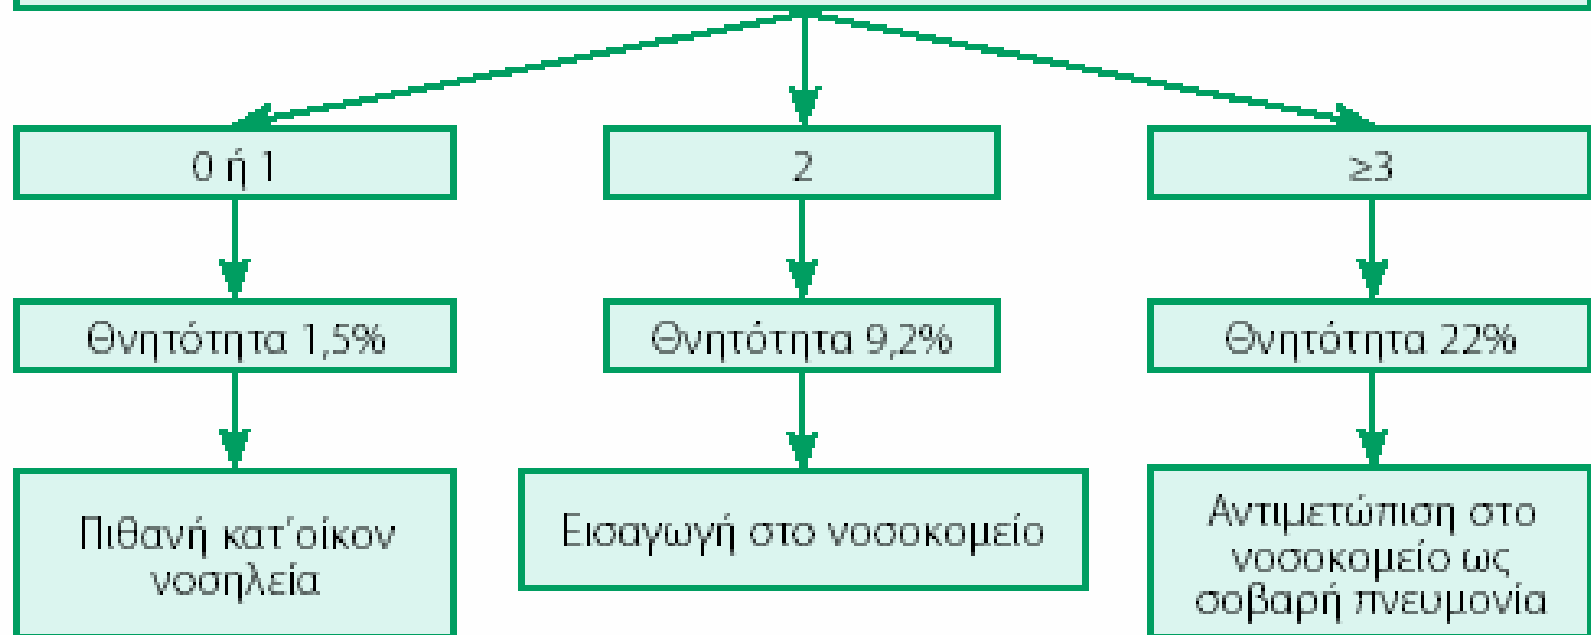 0 ή 1
2
≥3
Θνητότητα 1,5%
Θνητότητα 9,2%
Θνητότητα 22%
Πιθανή κατ'οίκον
νοσηλεία
Εισαγωγή στο νοσοκομείο
Αντιμετώπιση στο
νοσοκομείο ως
σοβαρή πνευμονία